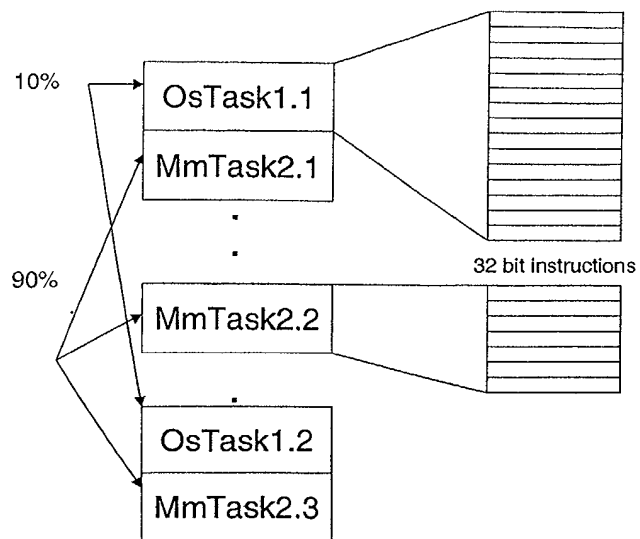 10%
OsTask1.1
MmTask2.1
32 bit instructions
90%
MmTask2.2
OsTask1.2
MmTask2.3